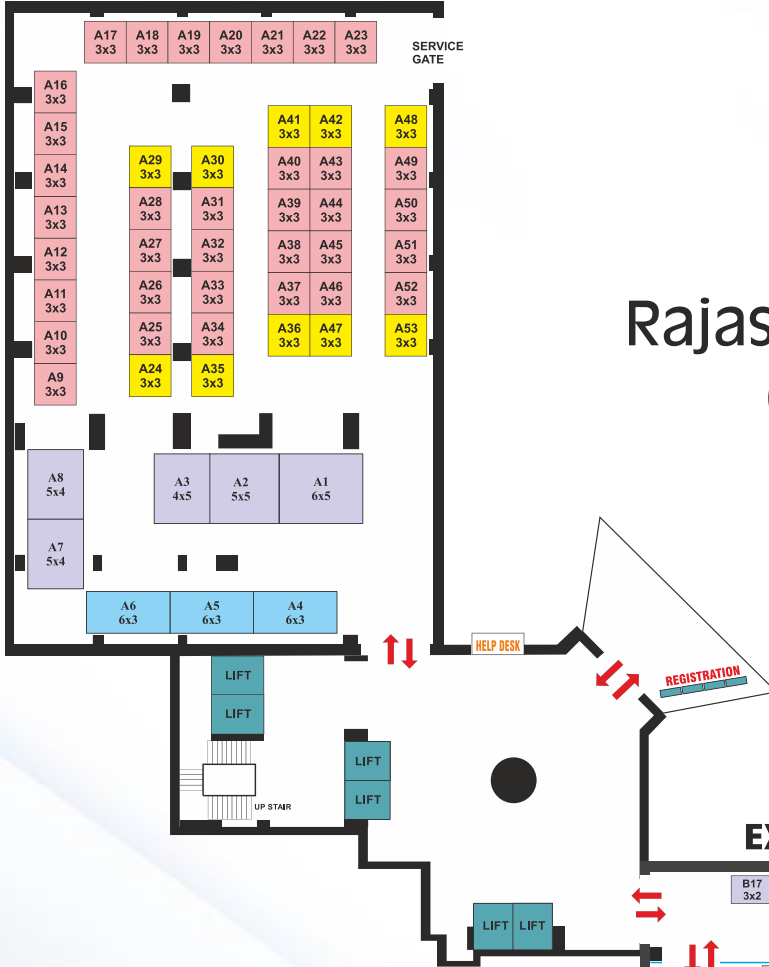 A17 A18 A19 A20 A21 A22 A23
3x3 3x3 3x3 3x3 3x3 3x3 3x3
SERVICE
GATE
A16
3x3
A15
3x3
A14
3x3
A13
3x3
A12
3x3
A11
3x3
A10
3x3
A9
3x3
A29
3x3
A28
3x3
A27
3x3
A26
3x3
A25
3x3
A24
3x3
A30
3x3
A31
3x3
A32
3x3
A33
3x3
A34
3x3
A35
3x3
A41 A42
3x3 3x3
A40 A43
3x3 3x3
A39 A44
3x3 3x3
A38 A45
3x3 3x3
A37 A46
3x3 3x3
A36 A47
3x3 3x3
A48
3x3
A49
3x3
A50
3x3
A51
3x3
A52
3x3
A53
3x3
Rajas
A8
5x4
A7
5x4
A3 A2 A1
4x5 5x5 6x5
A6 A5 A4
6x3 6x3 6x3
HELP DESK
REGISTRATION
LIFT
LIFT
LIFT
LIFT
UP STAIR
EX
B17
3x2
LIFT LIFT